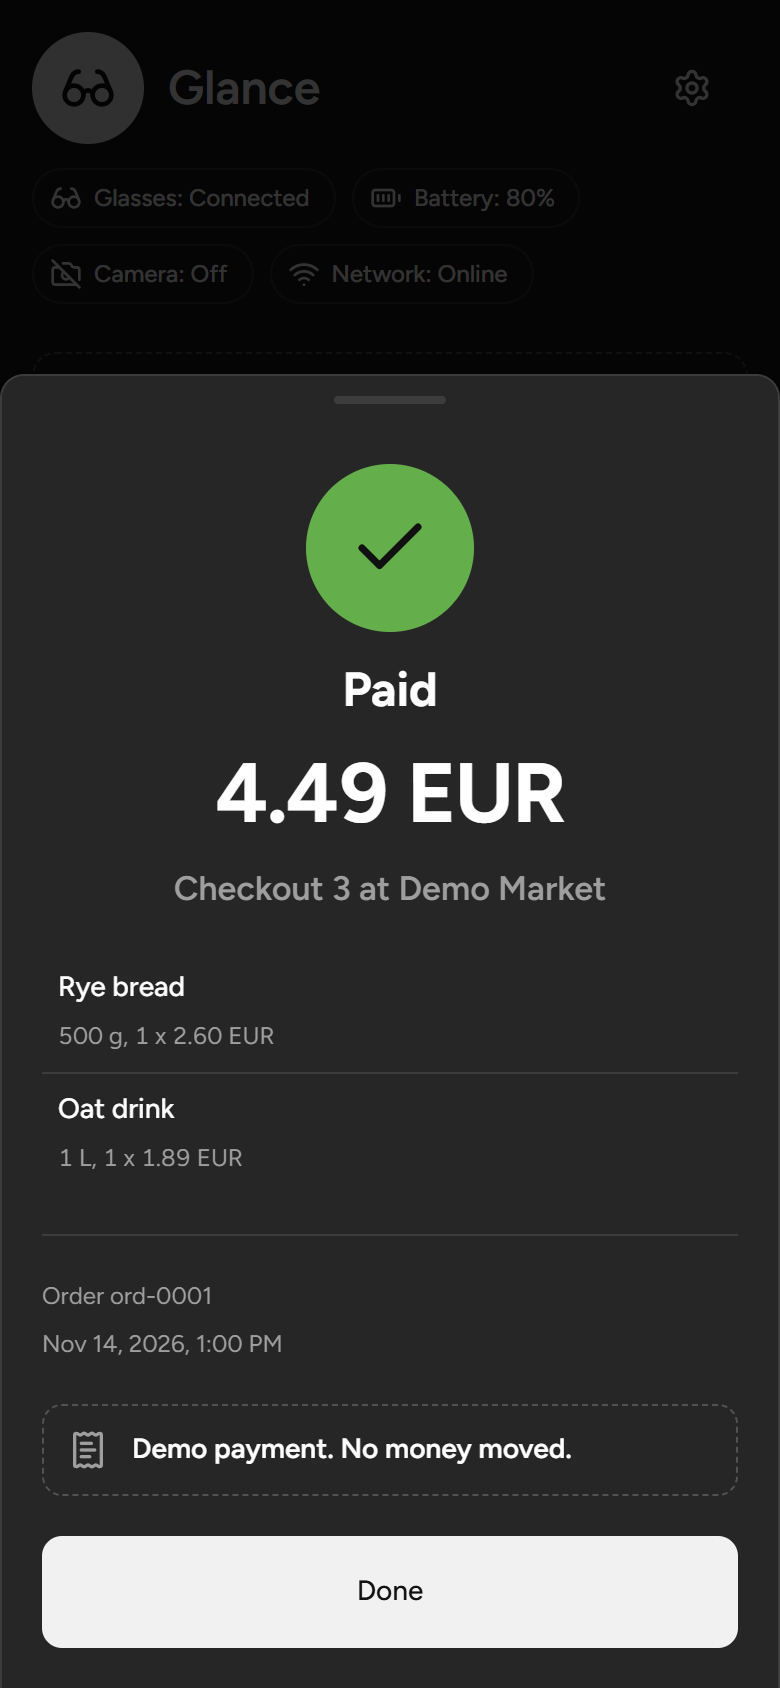 Glance
Glasses: Connected
Battery: 80%
Camera: Off
Network: Online
Paid
4.49 EUR
Checkout 3 at Demo Market
Rye bread
500 g, 1 x 2.60 EUR
Oat drink
1 L, 1 x 1.89 EUR
Order ord-0001
Nov 14, 2026, 1:00 PM
Demo payment. No money moved.
Done